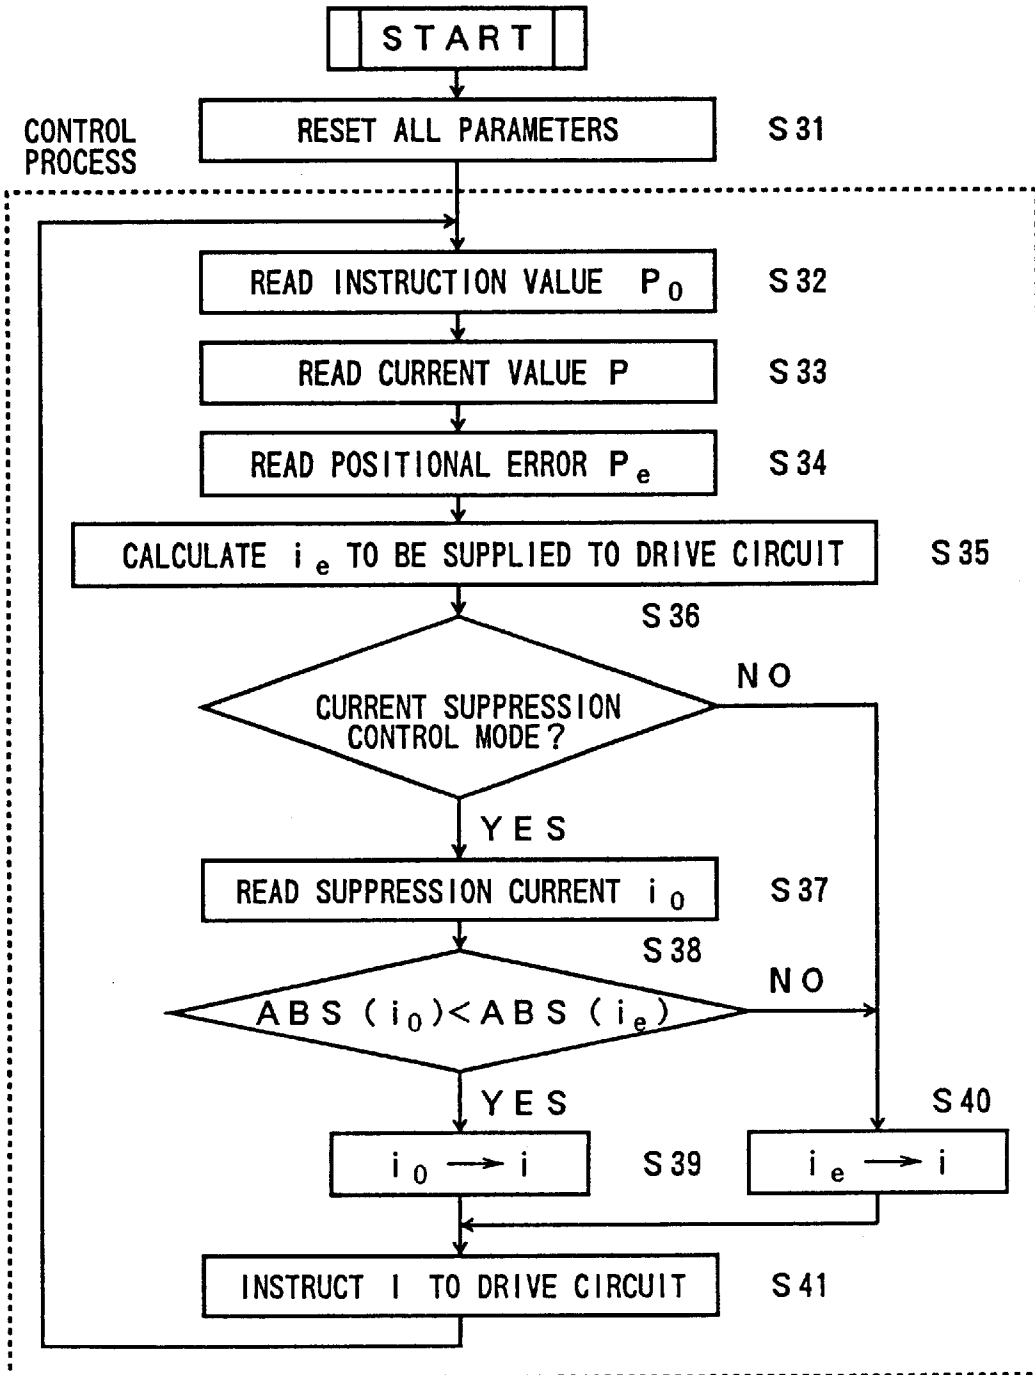 START
RESET ALL PARAMETERS S31
CONTROL
PROCESS
READ INSTRUCTION VALUE P₀ S32
READ CURRENT VALUE P S33
READ POSITIONAL ERROR Pₑ S34
CALCULATE iₑ TO BE SUPPLIED TO DRIVE CIRCUIT S35
S36
CURRENT SUPPRESSION
CONTROL MODE?
NO
YES
READ SUPPRESSION CURRENT i₀ S37
S38
ABS (i₀)<ABS (iₑ)
NO
YES
i₀ → i S39
S40
iₑ → i
INSTRUCT I TO DRIVE CIRCUIT S41